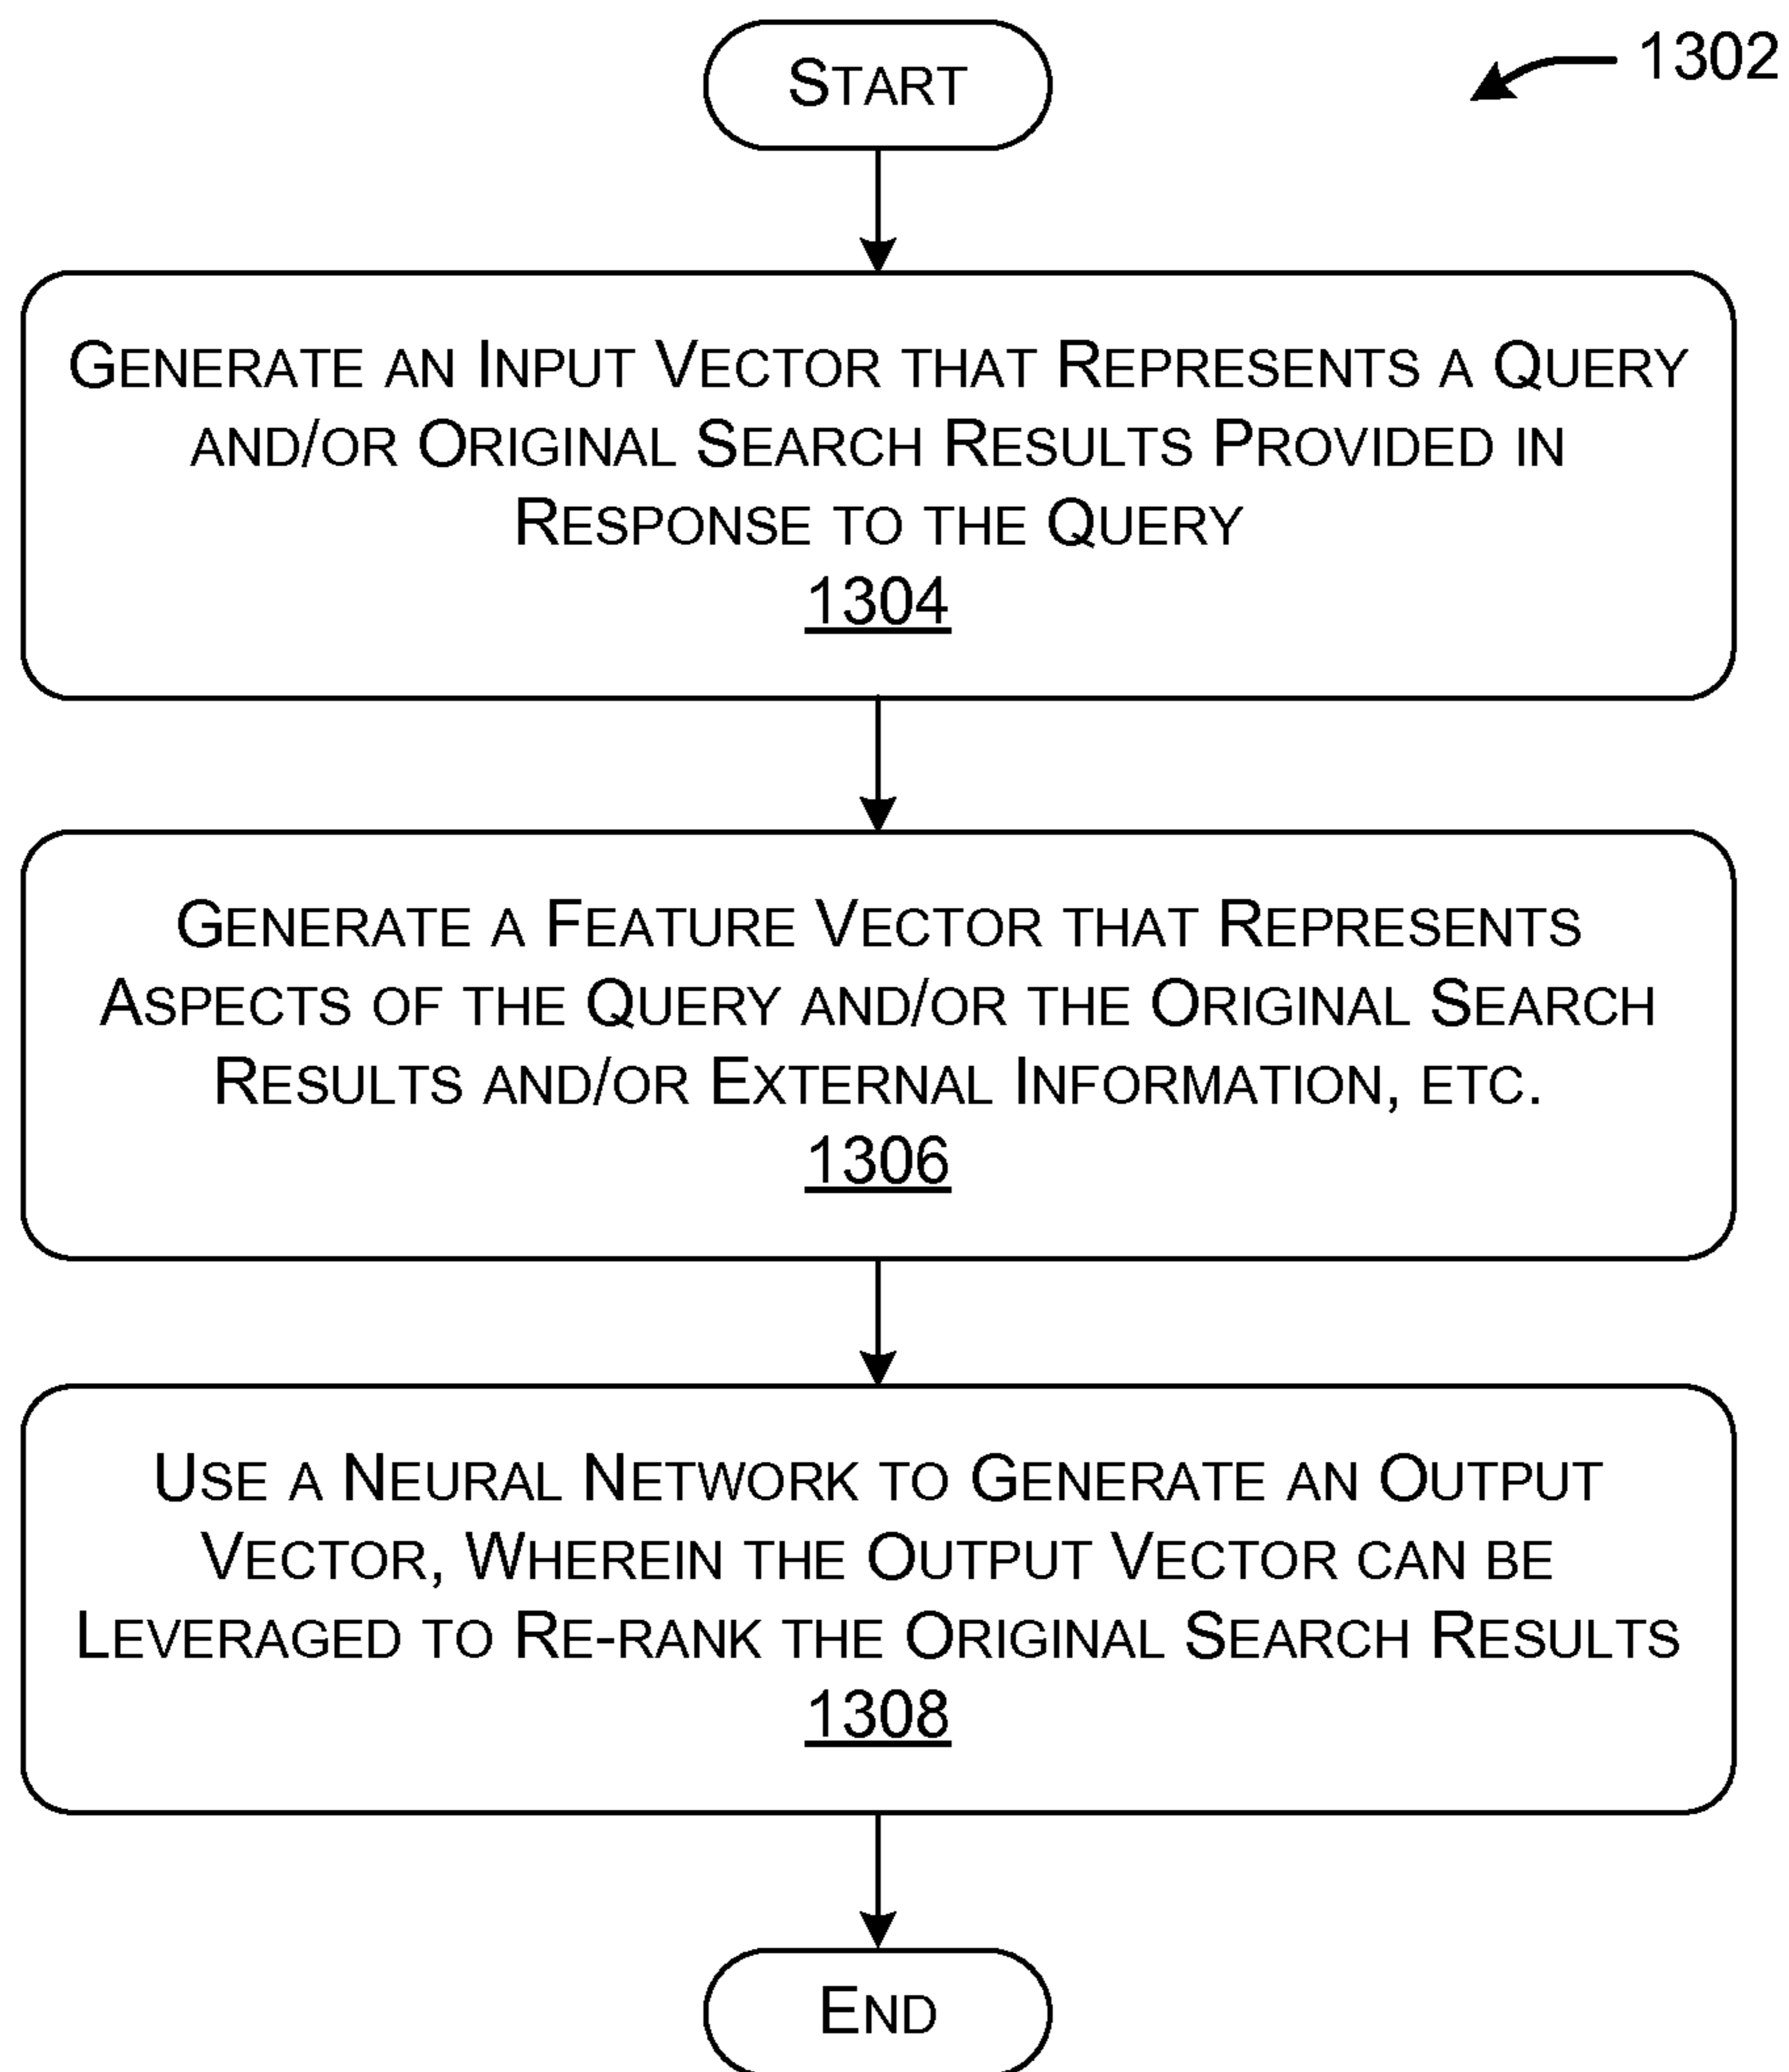 START
1302
GENERATE AN INPUT VECTOR THAT REPRESENTS A QUERY
AND/OR ORIGINAL SEARCH RESULTS PROVIDED IN
RESPONSE TO THE QUERY
1304
GENERATE A FEATURE VECTOR THAT REPRESENTS
ASPECTS OF THE QUERY AND/OR THE ORIGINAL SEARCH
RESULTS AND/OR EXTERNAL INFORMATION, ETC.
1306
USE A NEURAL NETWORK TO GENERATE AN OUTPUT
VECTOR, WHEREIN THE OUTPUT VECTOR CAN BE
LEVERAGED TO RE-RANK THE ORIGINAL SEARCH RESULTS
1308
END